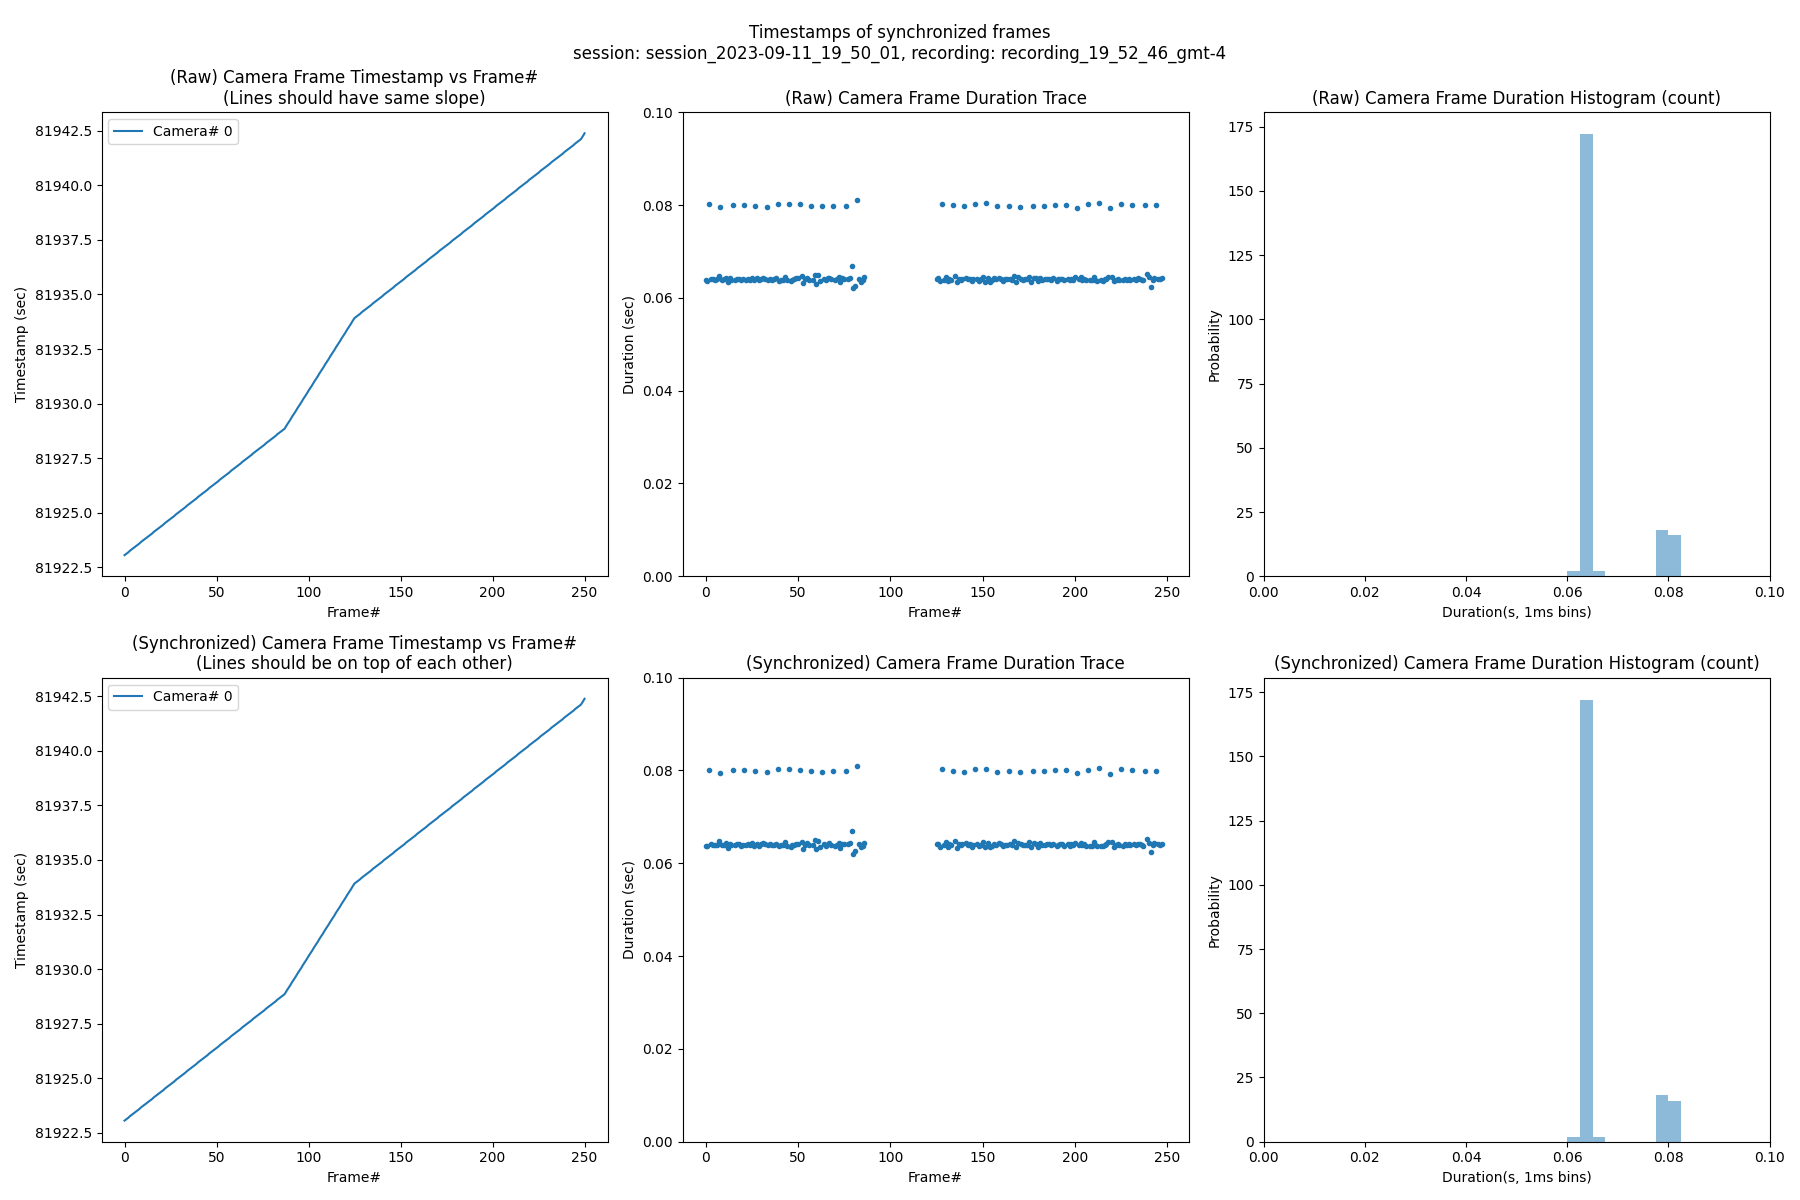 Timestamps of synchronized frames
session: session_2023-09-11_19_50_01, recording: recording_19_52_46_gmt-4
(Raw) Camera Frame Timestamp vs Frame#
(Lines should have same slope)
Camera# 0
81942.5
81940.0
81937.5
81935.0
81932.5
81930.0
81927.5
81925.0
81922.5
Timestamp (sec)
0 50 100 150 200 250
Frame#
(Raw) Camera Frame Duration Trace
0.10
0.08
0.06
0.04
0.02
0.00
Duration (sec)
0 50 100 150 200 250
Frame#
(Raw) Camera Frame Duration Histogram (count)
175
150
125
100
75
50
25
0
Probability
0.00 0.02 0.04 0.06 0.08 0.10
Duration(s, 1ms bins)
(Synchronized) Camera Frame Timestamp vs Frame#
(Lines should be on top of each other)
Camera# 0
81942.5
81940.0
81937.5
81935.0
81932.5
81930.0
81927.5
81925.0
81922.5
Timestamp (sec)
0 50 100 150 200 250
Frame#
(Synchronized) Camera Frame Duration Trace
0.10
0.08
0.06
0.04
0.02
0.00
Duration (sec)
0 50 100 150 200 250
Frame#
(Synchronized) Camera Frame Duration Histogram (count)
175
150
125
100
75
50
25
0
Probability
0.00 0.02 0.04 0.06 0.08 0.10
Duration(s, 1ms bins)